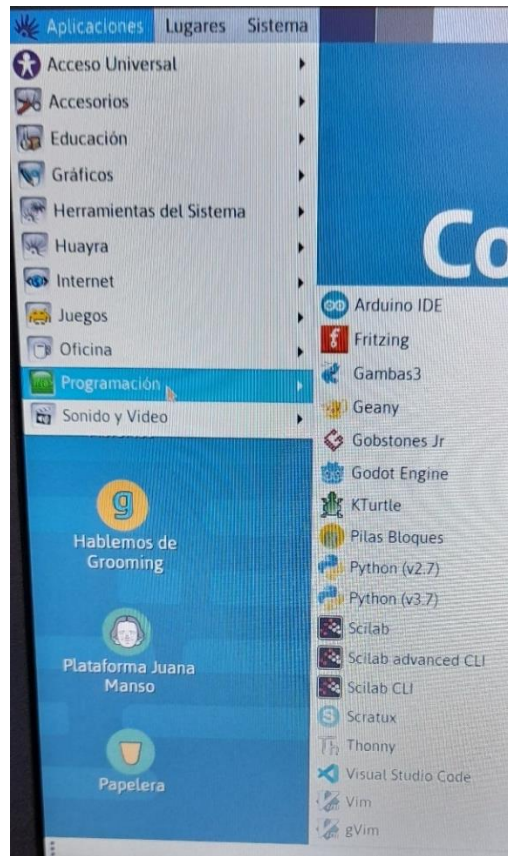 Aplicaciones Lugares Sistema
Acceso Universal
Accesorios
Educación
Gráficos
Herramientas del Sistema
Huayra
Internet
Juegos
Oficina
Programación
Sonido y Video
Co
Arduino IDE
Fritzing
Gambas3
Geany
Gobstones Jr
Godot Engine
KTurtle
Pilas Bloques
Python (v2.7)
Python (v3.7)
Scilab
Scilab advanced CLI
Scilab CLI
Scratux
Thonny
Visual Studio Code
Vim
gVim
g
Hablemos de
Grooming
Plataforma Juana
Manso
Papelera